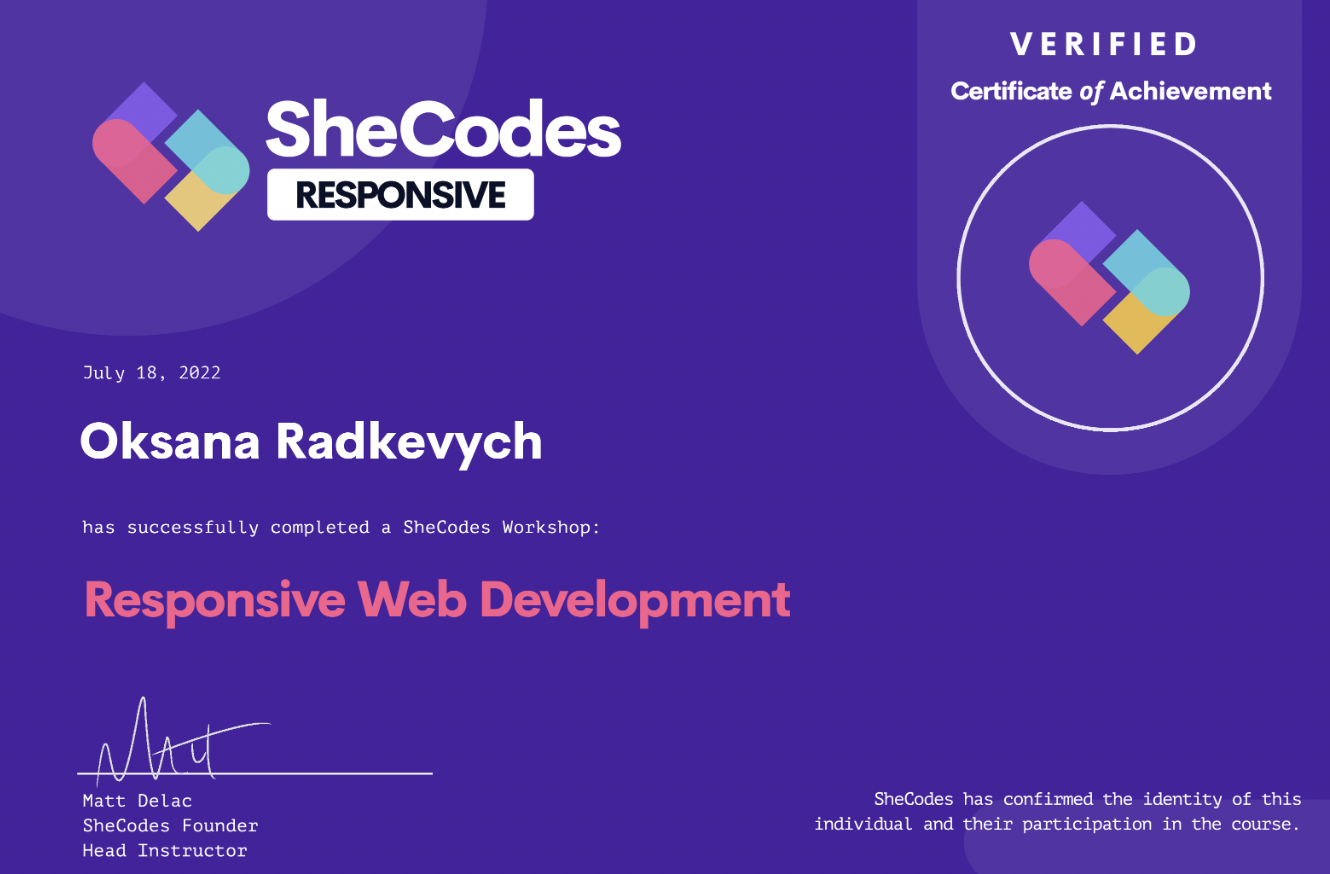 VERIFIED
Certificate of Achievement
SheCodes
RESPONSIVE
July 18, 2022
Oksana Radkevych
has successfully completed a SheCodes Workshop:
Responsive Web Development
Matt
Matt Delac
SheCodes Founder
Head Instructor
SheCodes has confirmed the identity of this
individual and their participation in the course.